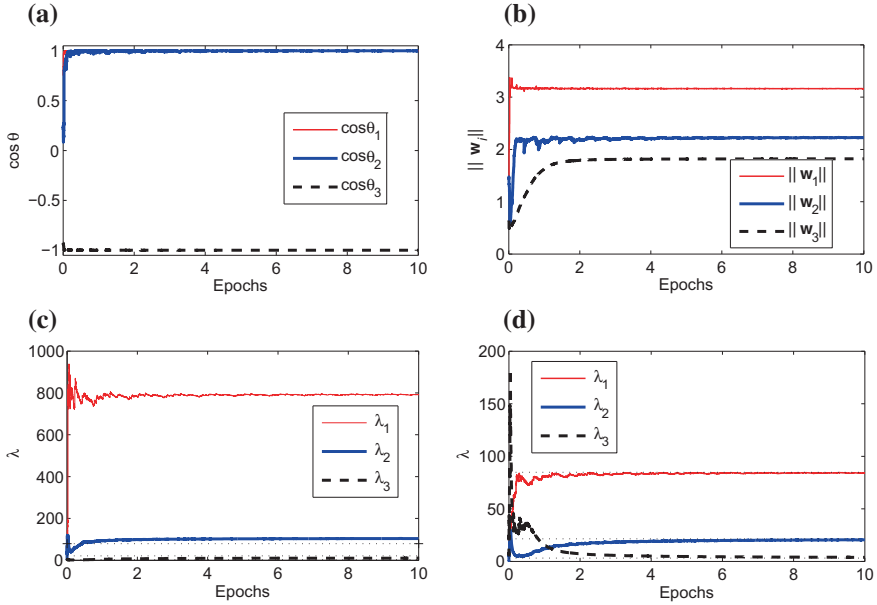 (a)
1
0.5
0
−0.5
−1
cos θ
0 2 4 6 8 10
Epochs
cosθ1
cosθ2
cosθ3
(b)
4
3
2
1
0
|| wi||
0 2 4 6 8 10
Epochs
|| w1||
|| w2||
|| w3||
(c)
1000
800
600
400
200
0
λ
0 2 4 6 8 10
Epochs
λ1
λ2
λ3
(d)
200
150
100
50
0
λ
0 2 4 6 8 10
Epochs
λ1
λ2
λ3